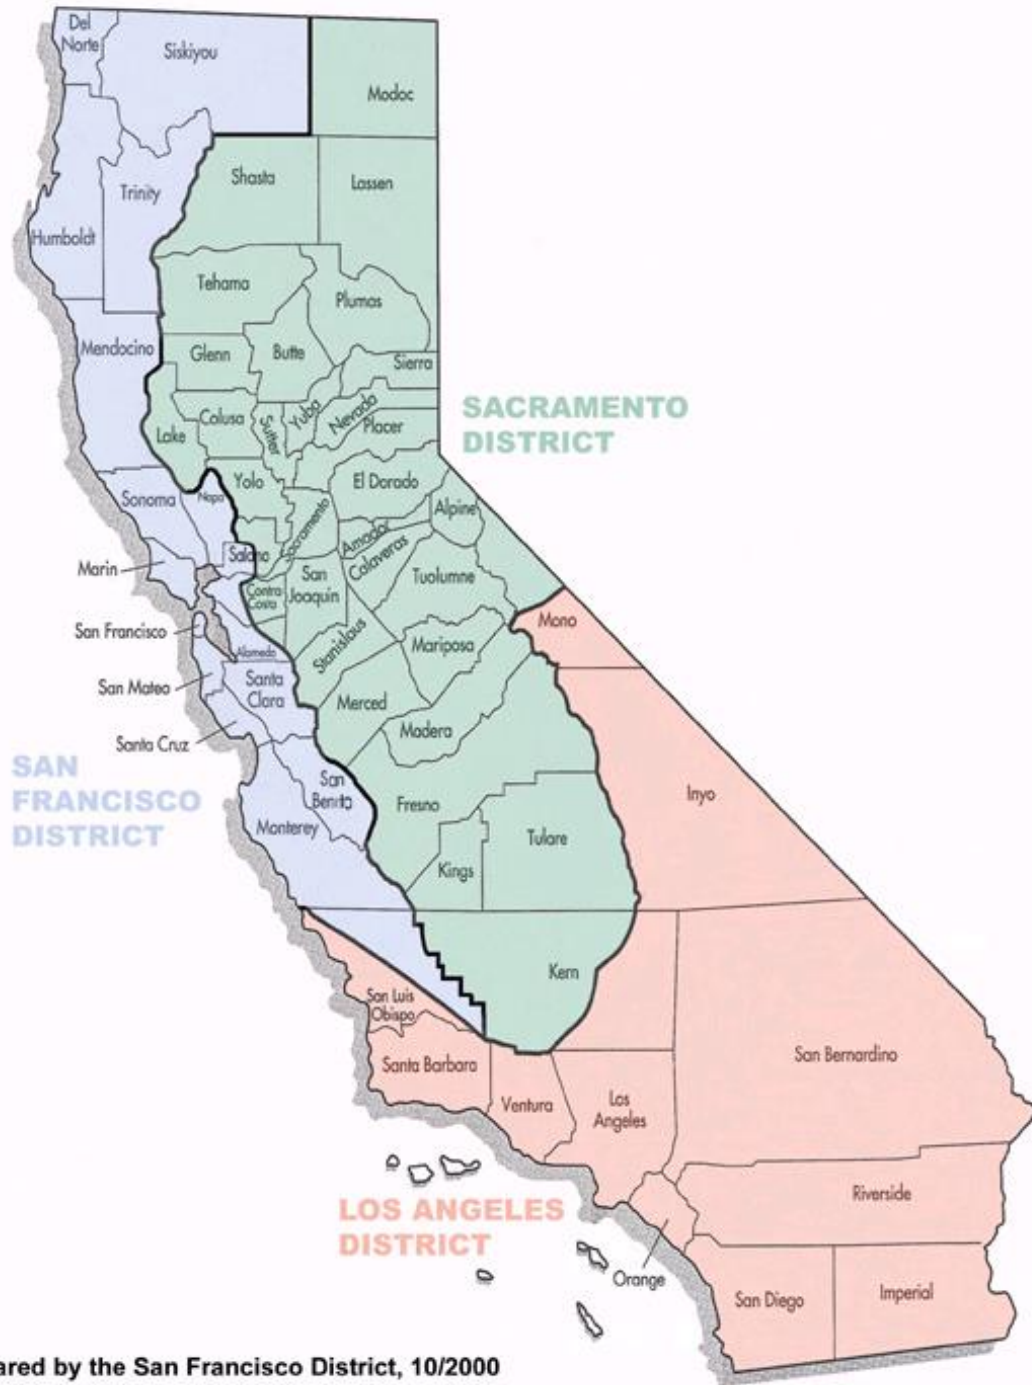 Del
Norte
Siskiyou
Modoc
Shasta
Lassen
Trinity
Humboldt
Tehama
Plumas
Mendocino
Glenn
Butte
Sierra
Colusa
Sutter
Yuba
Nevada
Placer
Lake
SACRAMENTO
DISTRICT
Yolo
El Dorado
Sonoma
Napa
Sacramento
Alpine
Amador
Calaveras
Solano
Marin
San
Joaquin
Tuolumne
Contra
Costa
San Francisco
Stanislaus
Mariposa
Mono
Alameda
San Mateo
Santa
Clara
Merced
Madera
Santa Cruz
SAN
FRANCISCO
DISTRICT
San
Benito
Fresno
Inyo
Monterey
Tulare
Kings
Kern
San Luis
Obispo
Santa Barbara
San Bernardino
Ventura
Los
Angeles
LOS ANGELES
DISTRICT
Riverside
Orange
San Diego
Imperial
ared by the San Francisco District, 10/2000